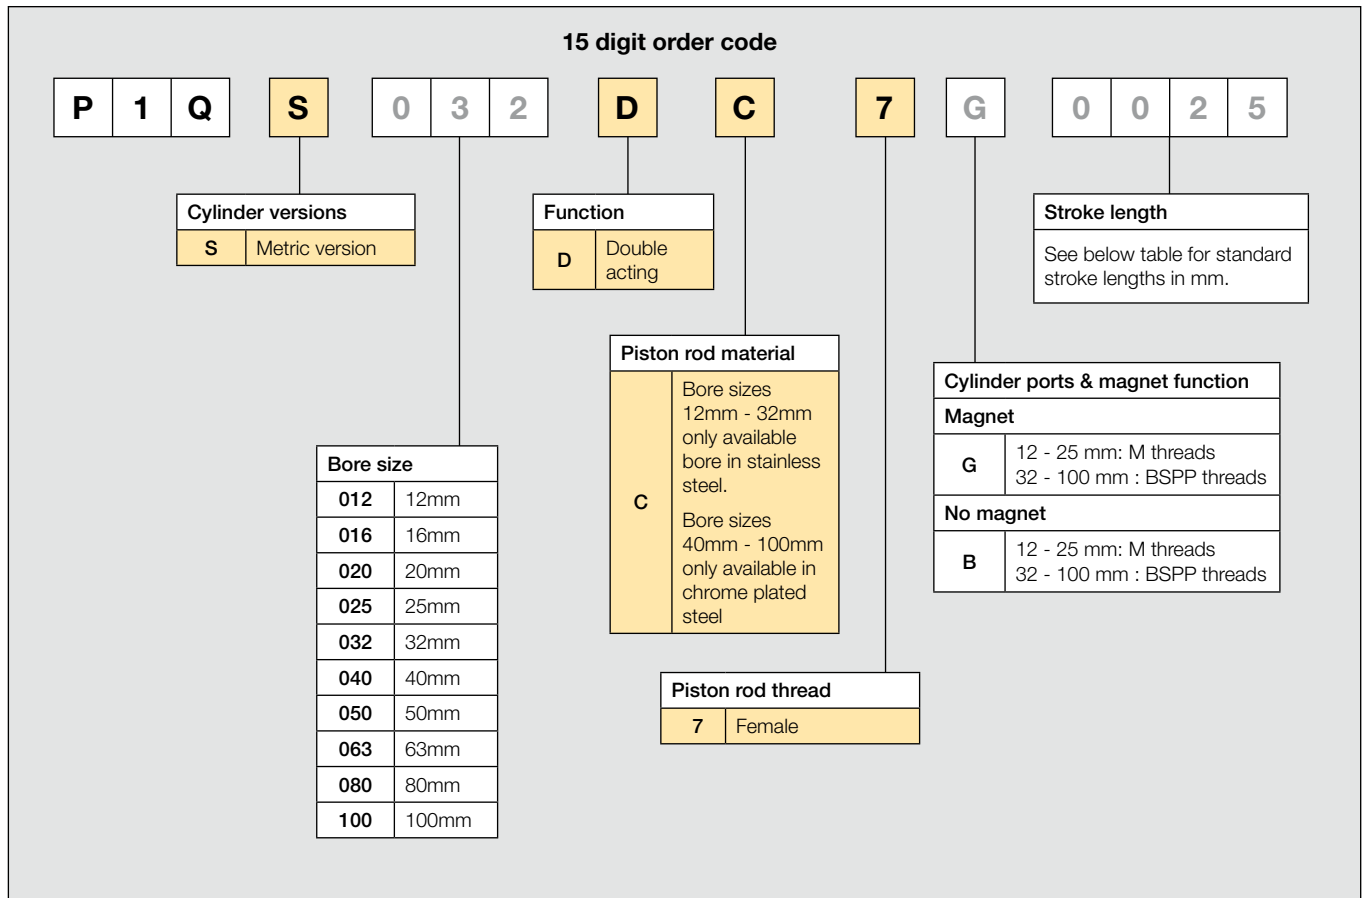 15 digit order code
P 1 Q S 0 3 2 D C 7 G 0 0 2 5
Cylinder versions
S Metric version
Function
D Double
acting
Stroke length
See below table for standard
stroke lengths in mm.
Piston rod material
C
Bore sizes
12mm - 32mm
only available
bore in stainless
steel.
Bore sizes
40mm - 100mm
only available in
chrome plated
steel
Cylinder ports & magnet function
Magnet
G
12 - 25 mm: M threads
32 - 100 mm : BSPP threads
No magnet
B
12 - 25 mm: M threads
32 - 100 mm : BSPP threads
Bore size
012 12mm
016 16mm
020 20mm
025 25mm
032 32mm
040 40mm
050 50mm
063 63mm
080 80mm
100 100mm
Piston rod thread
7 Female